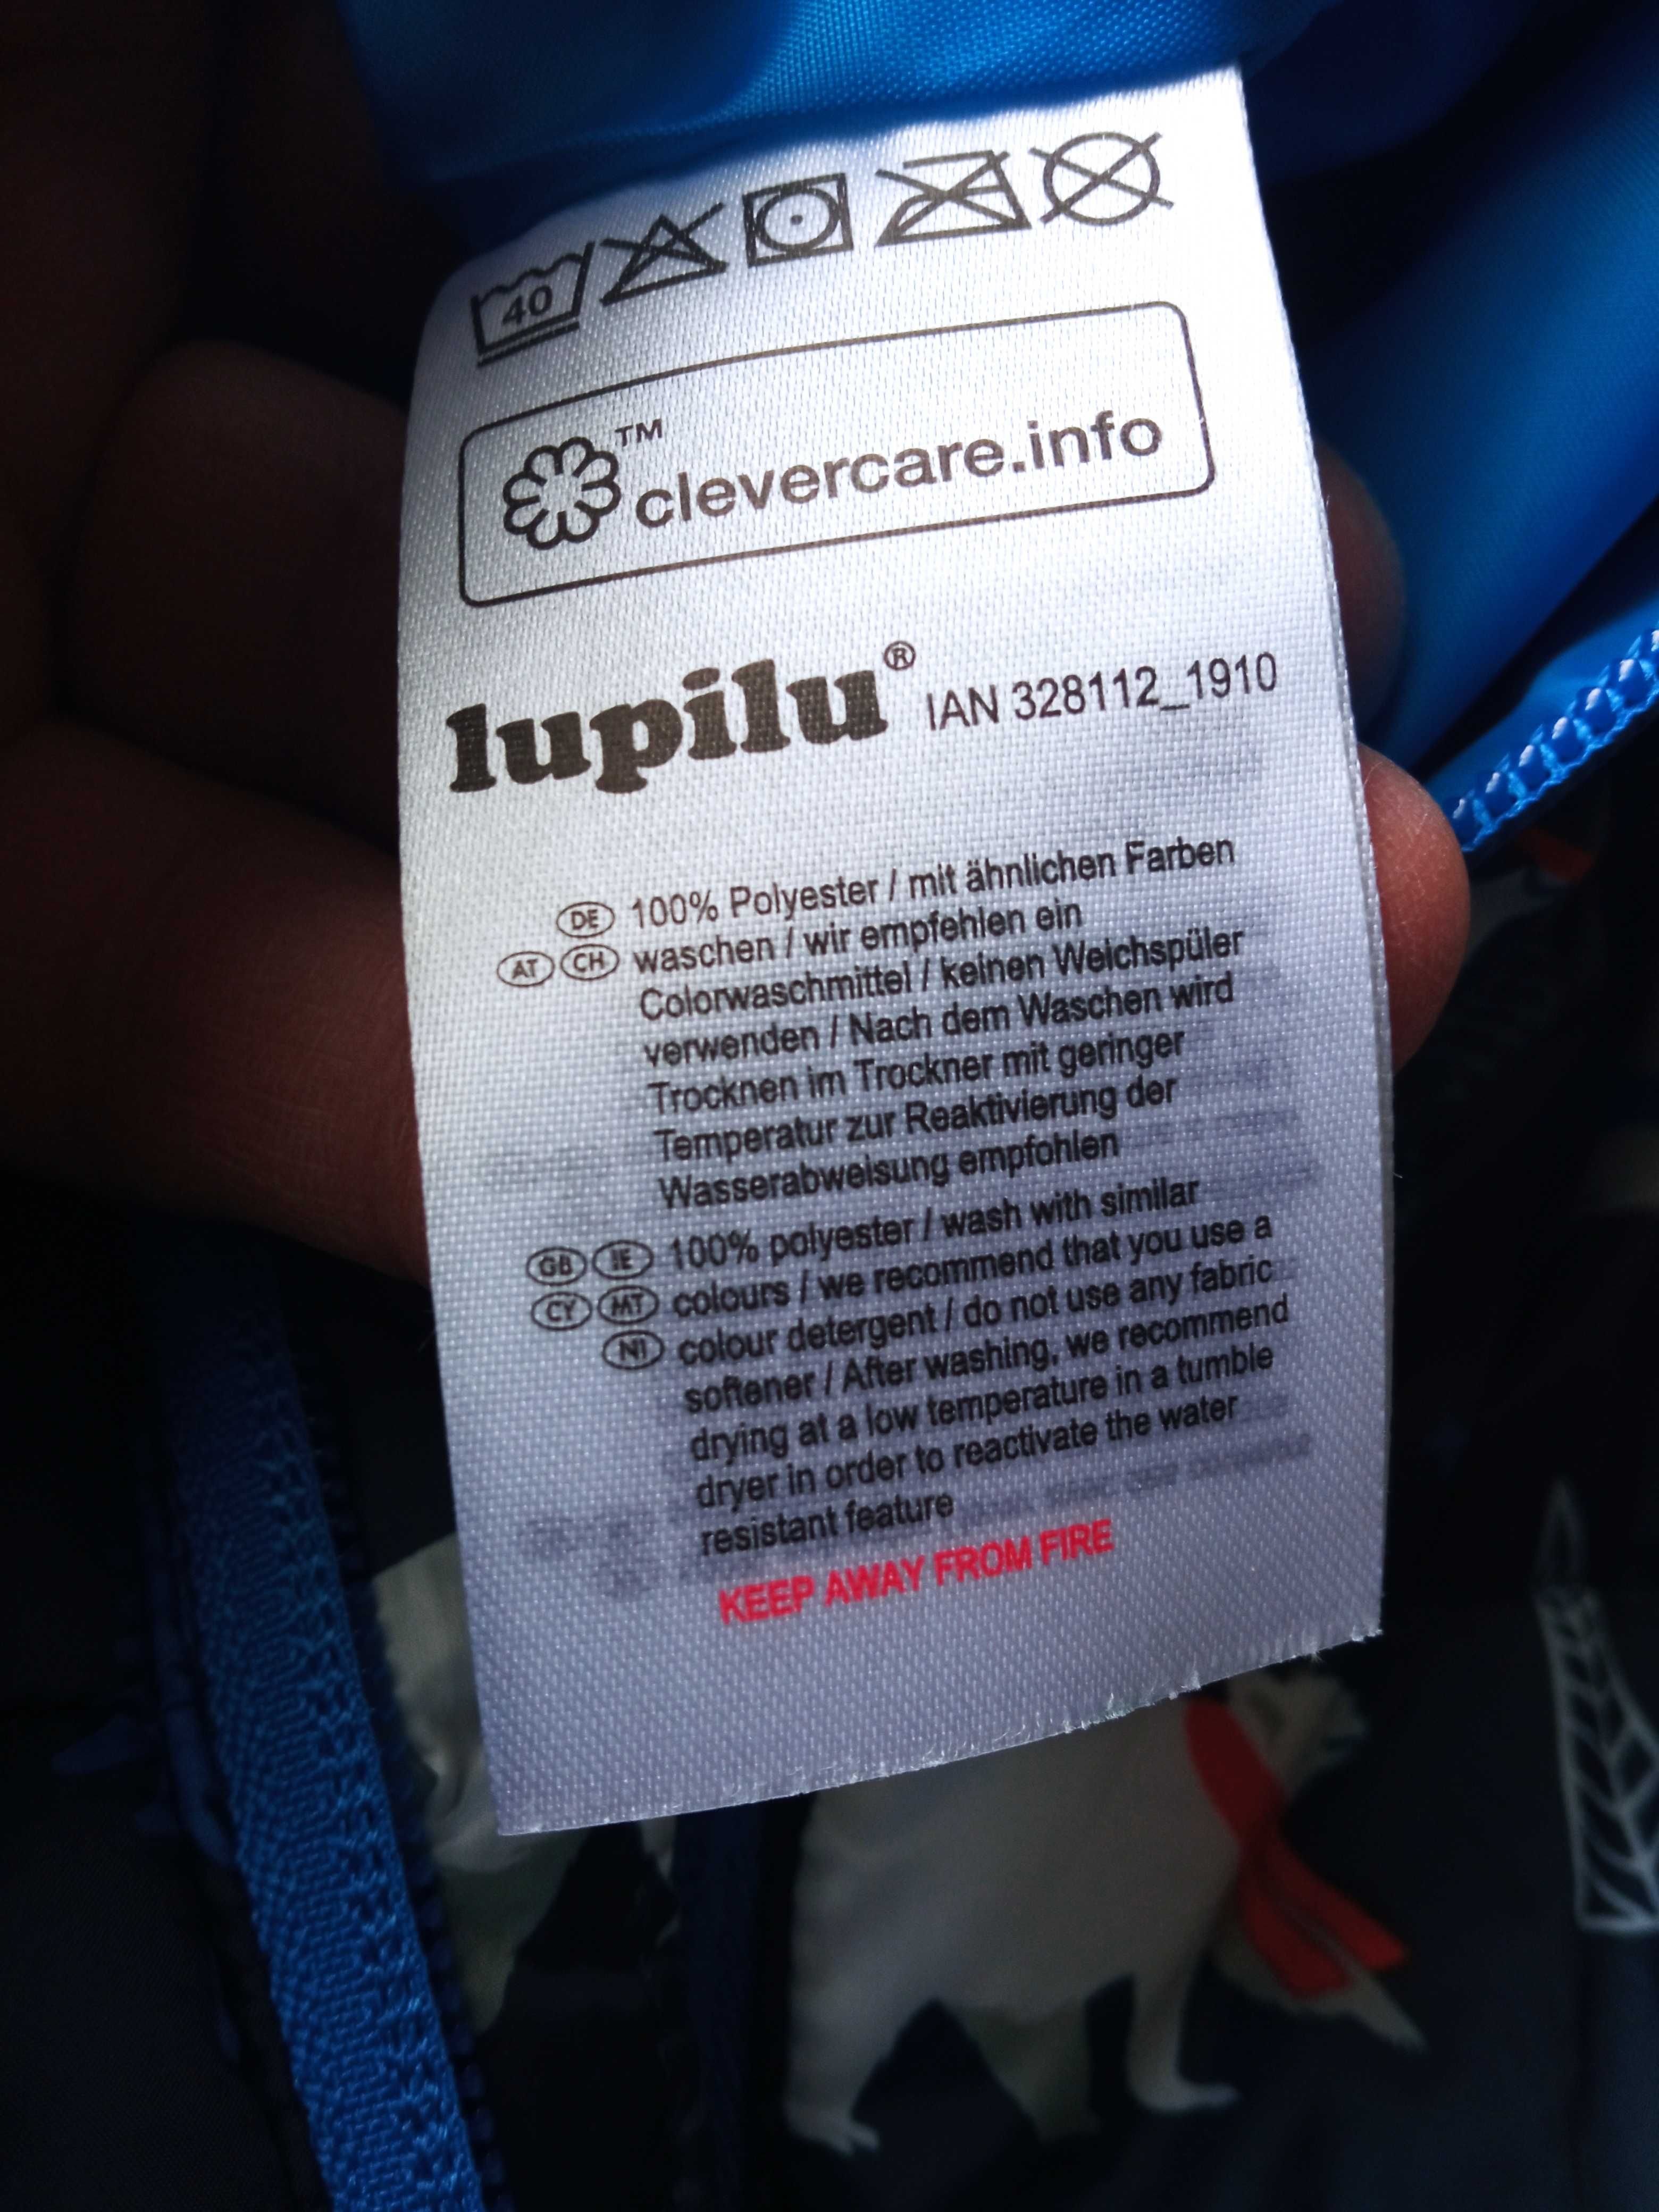 40
™
clevercare.info
lupilu® IAN 328112_1910
DE 100% Polyester / mit ähnlichen Farben
AT CH waschen / wir empfehlen ein
Colorwaschmittel / keinen Weichspüler
verwenden / Nach dem Waschen wird
Trocknen im Trockner mit geringer
Temperatur zur Reaktivierung der
Wasserabweisung empfohlen
GB IE 100% polyester / wash with similar
CY MT colours / we recommend that you use a
NI colour detergent / do not use any fabric
softener / After washing, we recommend
drying at a low temperature in a tumble
dryer in order to reactivate the water
resistant feature
KEEP AWAY FROM FIRE